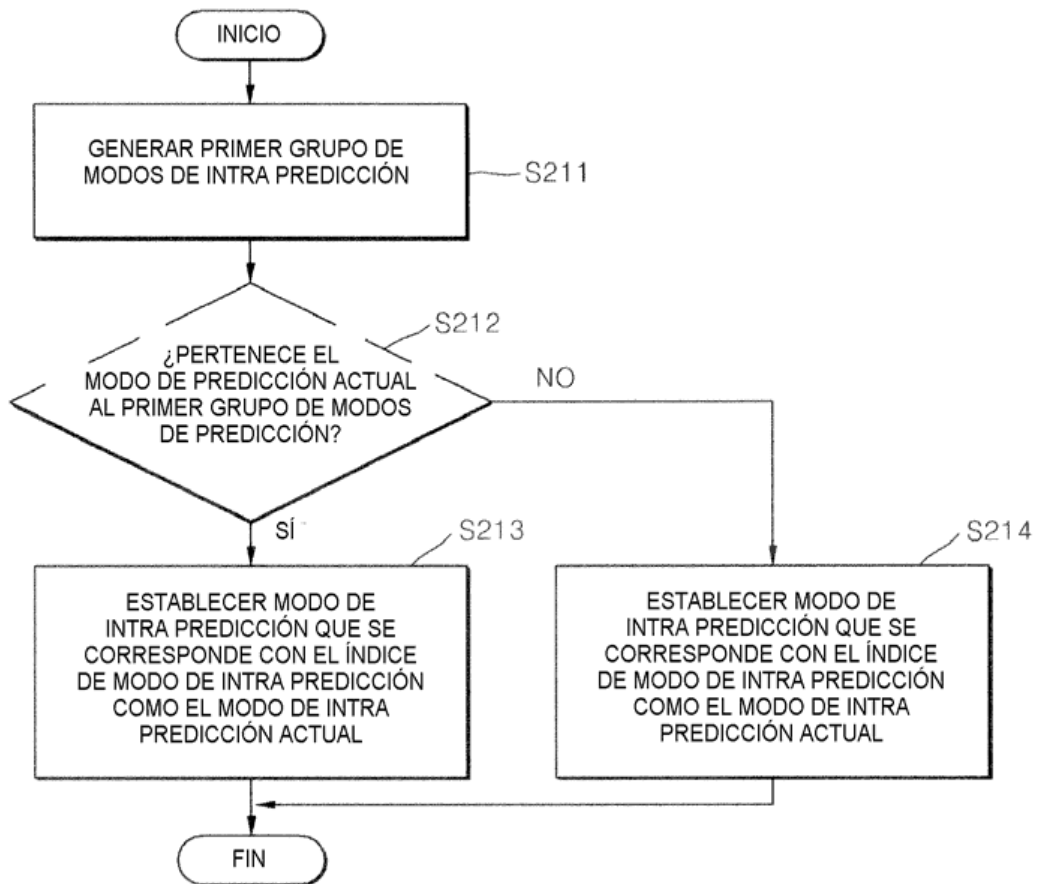 INICIO
GENERAR PRIMER GRUPO DE
MODOS DE INTRA PREDICCIÓN
S211
S212
¿PERTENECE EL
MODO DE PREDICCIÓN ACTUAL
AL PRIMER GRUPO DE MODOS
DE PREDICCIÓN?
NO
SÍ
S213
ESTABLECER MODO DE
INTRA PREDICCIÓN QUE SE
CORRESPONDE CON EL ÍNDICE
DE MODO DE INTRA PREDICCIÓN
COMO EL MODO DE INTRA
PREDICCIÓN ACTUAL
S214
ESTABLECER MODO DE
INTRA PREDICCIÓN QUE SE
CORRESPONDE CON EL ÍNDICE
DE MODO DE INTRA PREDICCIÓN
COMO EL MODO DE INTRA
PREDICCIÓN ACTUAL
FIN